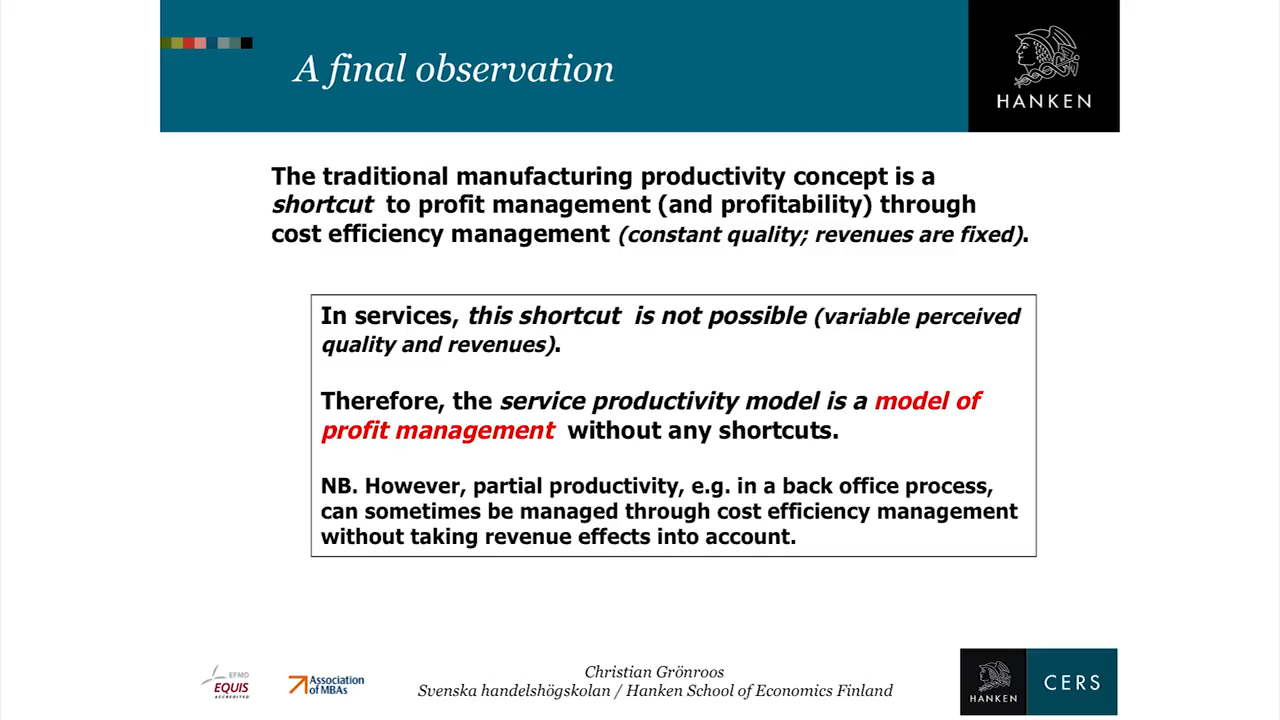 A final observation
HANKEN
The traditional manufacturing productivity concept is a
shortcut to profit management (and profitability) through
cost efficiency management (constant quality; revenues are fixed).
In services, this shortcut is not possible (variable perceived
quality and revenues).
Therefore, the service productivity model is a model of
profit management without any shortcuts.
NB. However, partial productivity, e.g. in a back office process,
can sometimes be managed through cost efficiency management
without taking revenue effects into account.
EFMD
EQUIS
ACCREDITED
Association
of MBAs
Christian Grönroos
Svenska handelshögskolan / Hanken School of Economics Finland
HANKEN
CERS